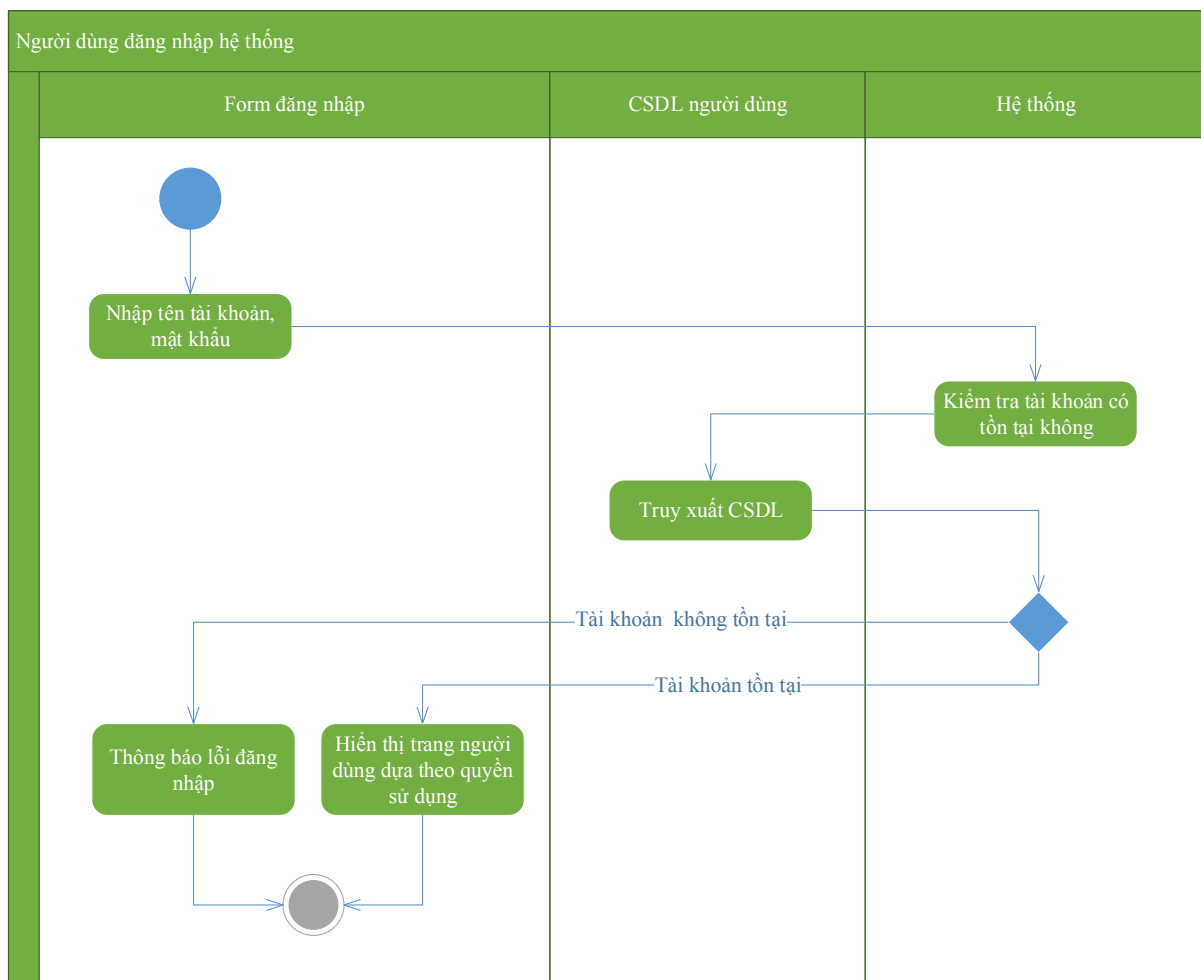 Người dùng đăng nhập hệ thống
Form đăng nhập
CSDL người dùng
Hệ thống
Nhập tên tài khoản,
mật khẩu
Kiểm tra tài khoản có
tồn tại không
Truy xuất CSDL
Tài khoản  không tồn tại
Tài khoản tồn tại
Thông báo lỗi đăng
nhập
Hiển thị trang người
dùng dựa theo quyền
sử dụng